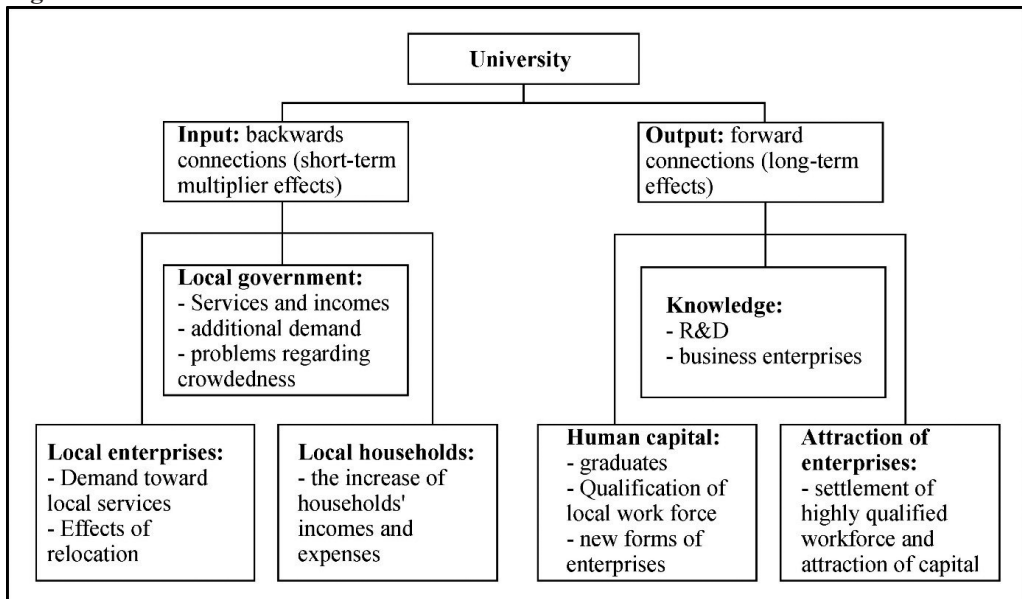 University
Input: backwards
connections (short-term
multiplier effects)
Output: forward
connections (long-term
effects)
Local government:
- Services and incomes
- additional demand
- problems regarding
crowdedness
Knowledge:
- R&D
- business enterprises
Local enterprises:
- Demand toward
local services
- Effects of
relocation
Local households:
- the increase of
households'
incomes and
expenses
Human capital:
- graduates
- Qualification of
local work force
- new forms of
enterprises
Attraction of
enterprises:
- settlement of
highly qualified
workforce and
attraction of capital